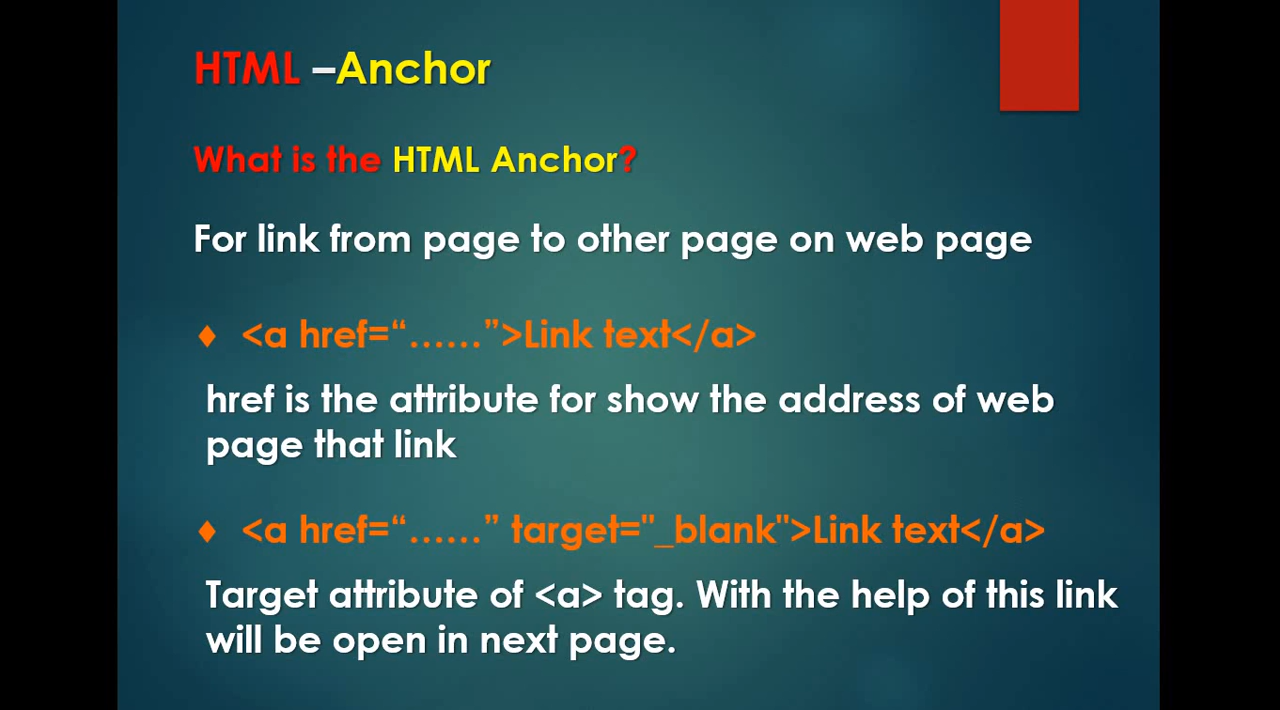 HTML –Anchor
What is the HTML Anchor?
For link from page to other page on web page
♦ <a href=“……”>Link text</a>
href is the attribute for show the address of web
page that link
♦ <a href=“……” target="_blank">Link text</a>
Target attribute of <a> tag. With the help of this link
will be open in next page.